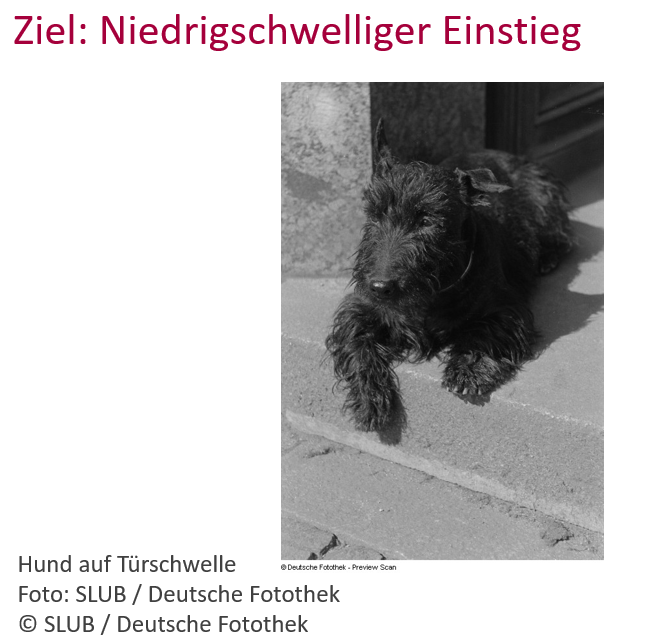 Ziel: Niedrigschwelliger Einstieg
© Deutsche Fotothek - Preview Scan
Hund auf Türschwelle
Foto: SLUB / Deutsche Fotothek
© SLUB / Deutsche Fotothek